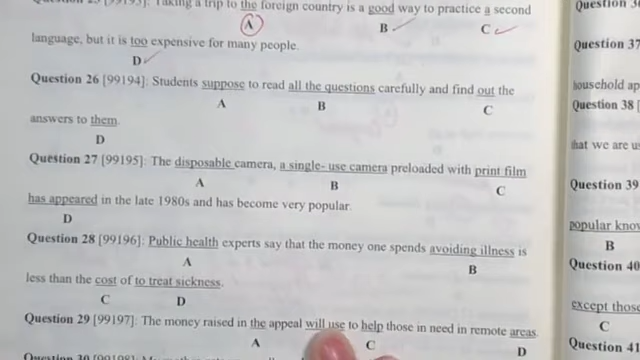 Taking a trip to the foreign country is a good way to practice a second
A B C
language, but it is too expensive for many people.
D
Question 26 [99194]: Students suppose to read all the questions carefully and find out the
A B C
answers to them.
D
Question 27 [99195]: The disposable camera, a single- use camera preloaded with print film
A B C
has appeared in the late 1980s and has become very popular.
D
Question 28 [99196]: Public health experts say that the money one spends avoiding illness is
A B
less than the cost of to treat sickness.
C D
Question 29 [99197]: The money raised in the appeal will use to help those in need in remote areas.
A C D
Question 3
Question 37
household ap
Question 38 [
that we are us
Question 39
popular know
B
Question 40
except those
C
Question 41